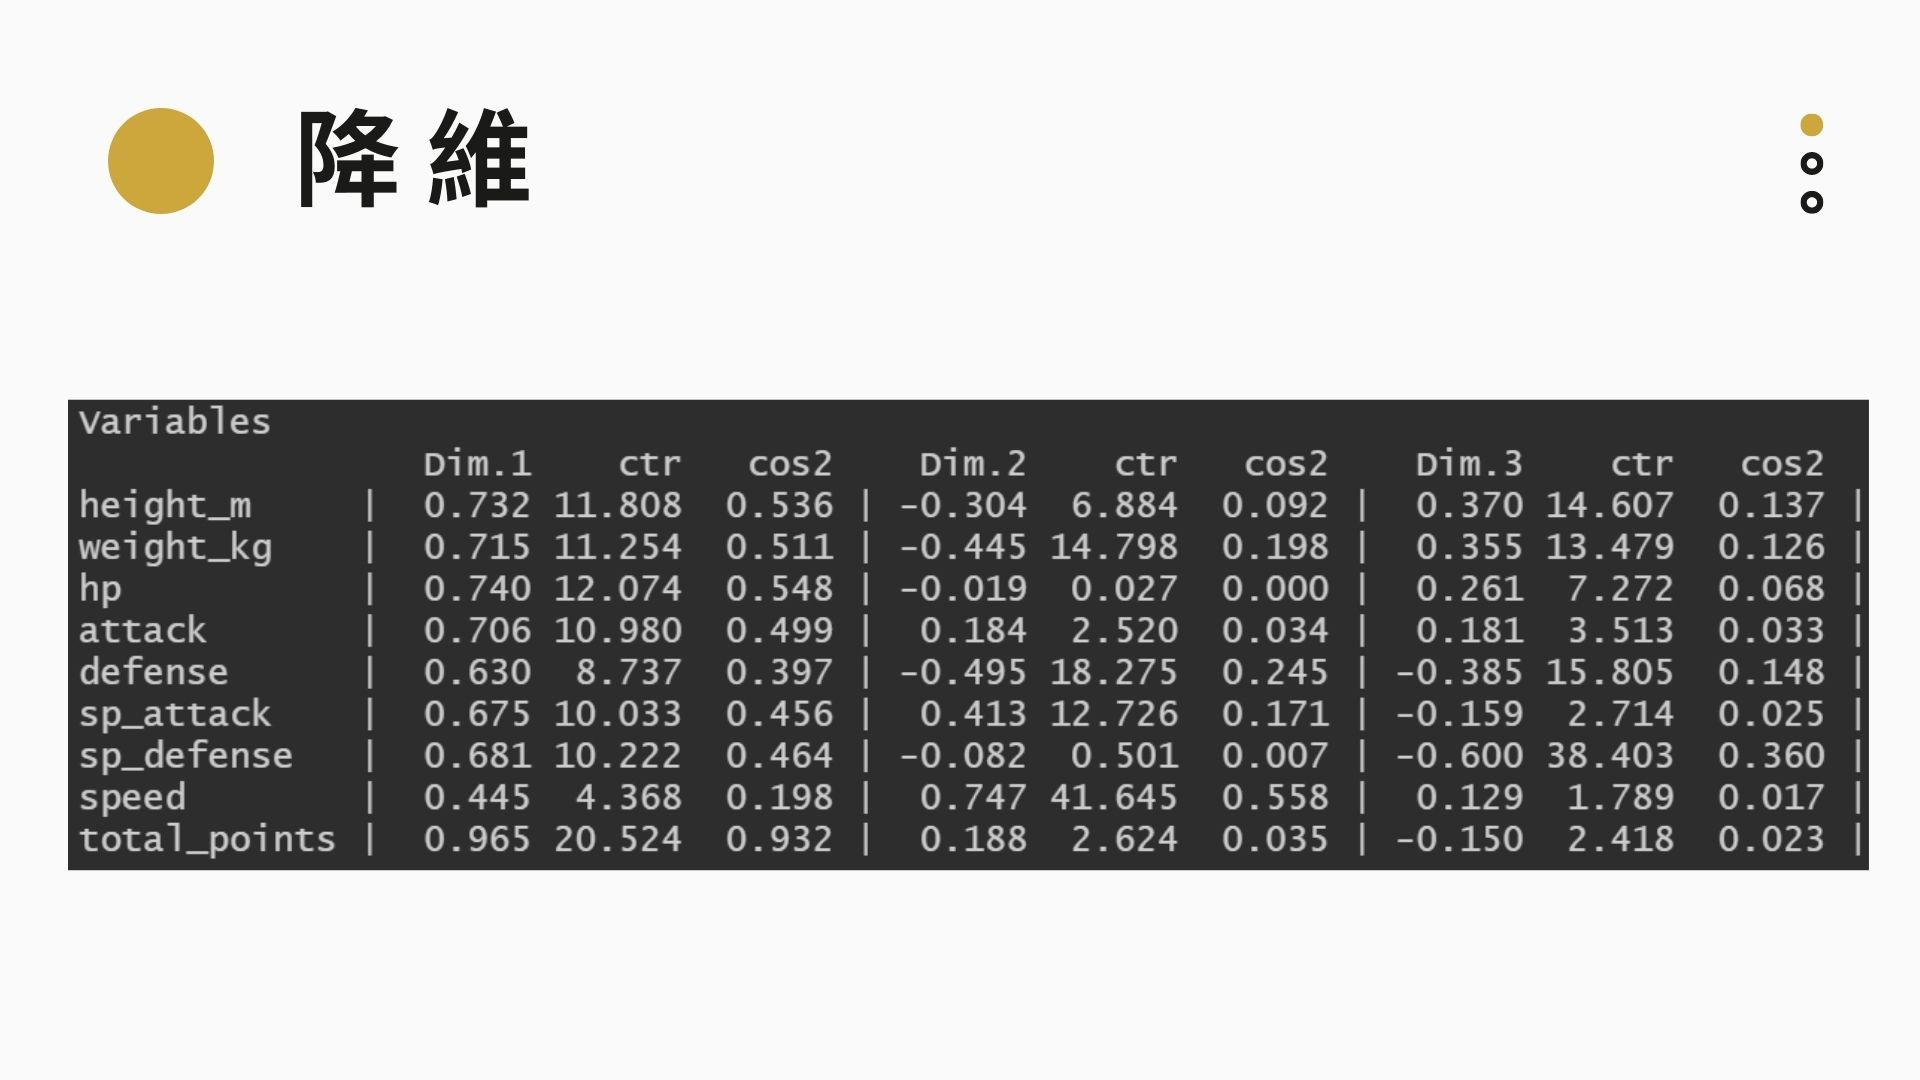 降維
Variables
Dim.1 ctr cos2 Dim.2 ctr cos2 Dim.3 ctr cos2
height_m | 0.732 11.808 0.536 | -0.304 6.884 0.092 | 0.370 14.607 0.137 |
weight_kg | 0.715 11.254 0.511 | -0.445 14.798 0.198 | 0.355 13.479 0.126 |
hp | 0.740 12.074 0.548 | -0.019 0.027 0.000 | 0.261 7.272 0.068 |
attack | 0.706 10.980 0.499 | 0.184 2.520 0.034 | 0.181 3.513 0.033 |
defense | 0.630 8.737 0.397 | -0.495 18.275 0.245 | -0.385 15.805 0.148 |
sp_attack | 0.675 10.033 0.456 | 0.413 12.726 0.171 | -0.159 2.714 0.025 |
sp_defense | 0.681 10.222 0.464 | -0.082 0.501 0.007 | -0.600 38.403 0.360 |
speed | 0.445 4.368 0.198 | 0.747 41.645 0.558 | 0.129 1.789 0.017 |
total_points | 0.965 20.524 0.932 | 0.188 2.624 0.035 | -0.150 2.418 0.023 |